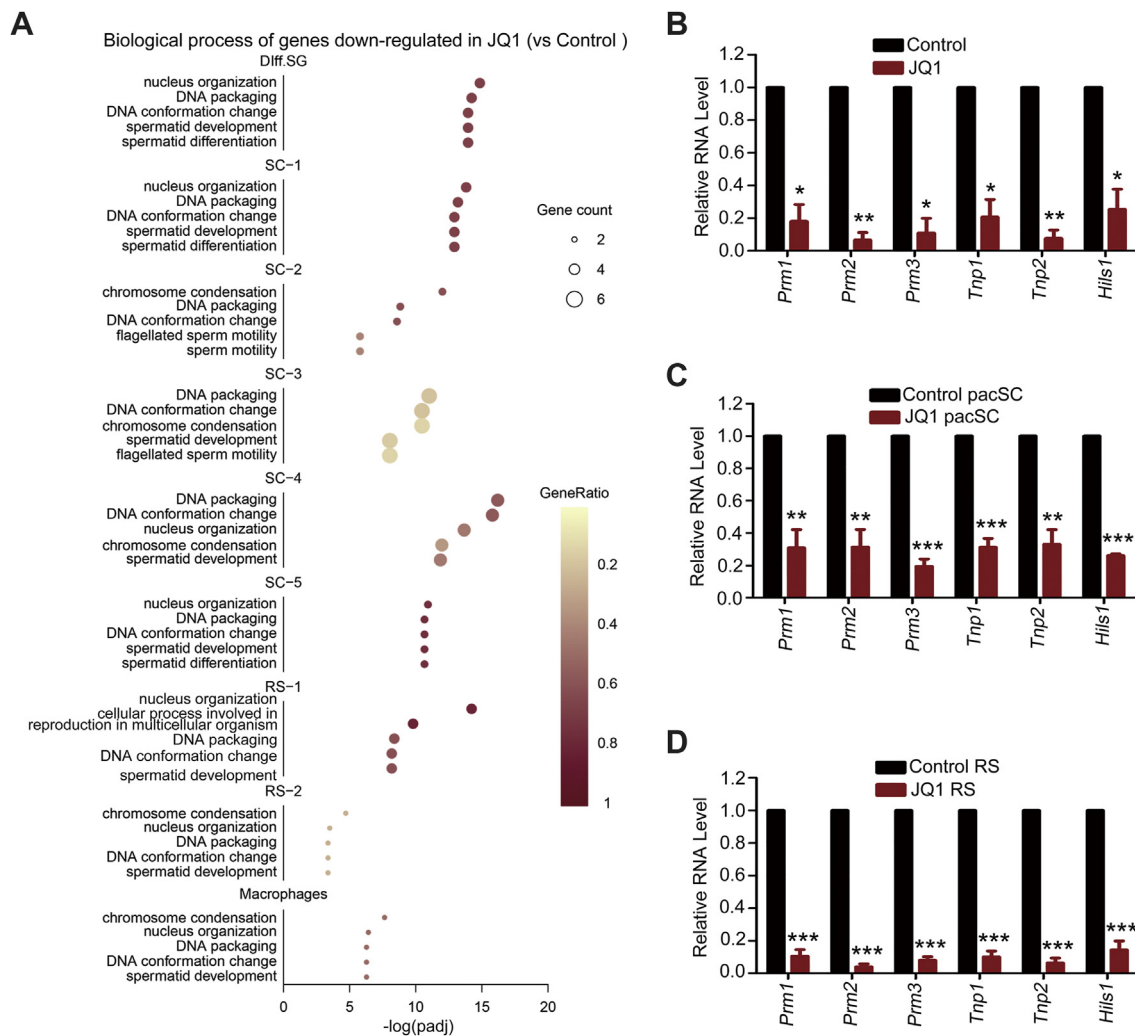 A
Biological process of genes down-regulated in JQ1 (vs Control )
DIff.SG
nucleus organization
DNA packaging
DNA conformation change
spermatid development
spermatid differentiation
SC-1
nucleus organization
DNA packaging
DNA conformation change
spermatid development
spermatid differentiation
SC-2
chromosome condensation
DNA packaging
DNA conformation change
flagellated sperm motility
sperm motility
SC-3
DNA packaging
DNA conformation change
chromosome condensation
spermatid development
flagellated sperm motility
SC-4
DNA packaging
DNA conformation change
nucleus organization
chromosome condensation
spermatid development
SC-5
nucleus organization
DNA packaging
DNA conformation change
spermatid development
spermatid differentiation
RS-1
nucleus organization
cellular process involved in
reproduction in multicellular organism
DNA packaging
DNA conformation change
spermatid development
RS-2
chromosome condensation
nucleus organization
DNA packaging
DNA conformation change
spermatid development
Macrophages
chromosome condensation
nucleus organization
DNA packaging
DNA conformation change
spermatid development
0 5 10 15 20
-log(padj)
Gene count
2
4
6
GeneRatio
0.2
0.4
0.6
0.8
1
B
Control
JQ1
Relative RNA Level
1.2
1.0
0.8
0.6
0.4
0.2
0.0
* ** * * ** *
Prm1 Prm2 Prm3 Tnp1 Tnp2 Hils1
C
Control pacSC
JQ1 pacSC
Relative RNA Level
1.2
1.0
0.8
0.6
0.4
0.2
0.0
** ** *** *** ** ***
Prm1 Prm2 Prm3 Tnp1 Tnp2 Hils1
D
Control RS
JQ1 RS
Relative RNA Level
1.2
1.0
0.8
0.6
0.4
0.2
0.0
*** *** *** *** *** ***
Prm1 Prm2 Prm3 Tnp1 Tnp2 Hils1